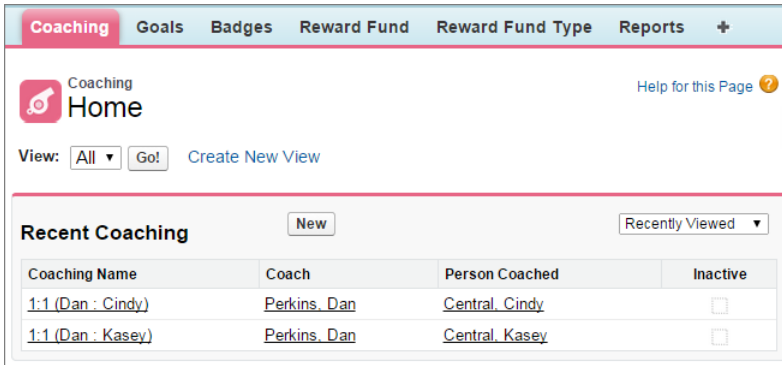 Coaching Goals Badges Reward Fund Reward Fund Type Reports +
Coaching
Home
Help for this Page ?
View: All Go! Create New View
Recent Coaching New Recently Viewed
Coaching Name Coach Person Coached Inactive
1:1 (Dan : Cindy) Perkins, Dan Central, Cindy
1:1 (Dan : Kasey) Perkins, Dan Central, Kasey